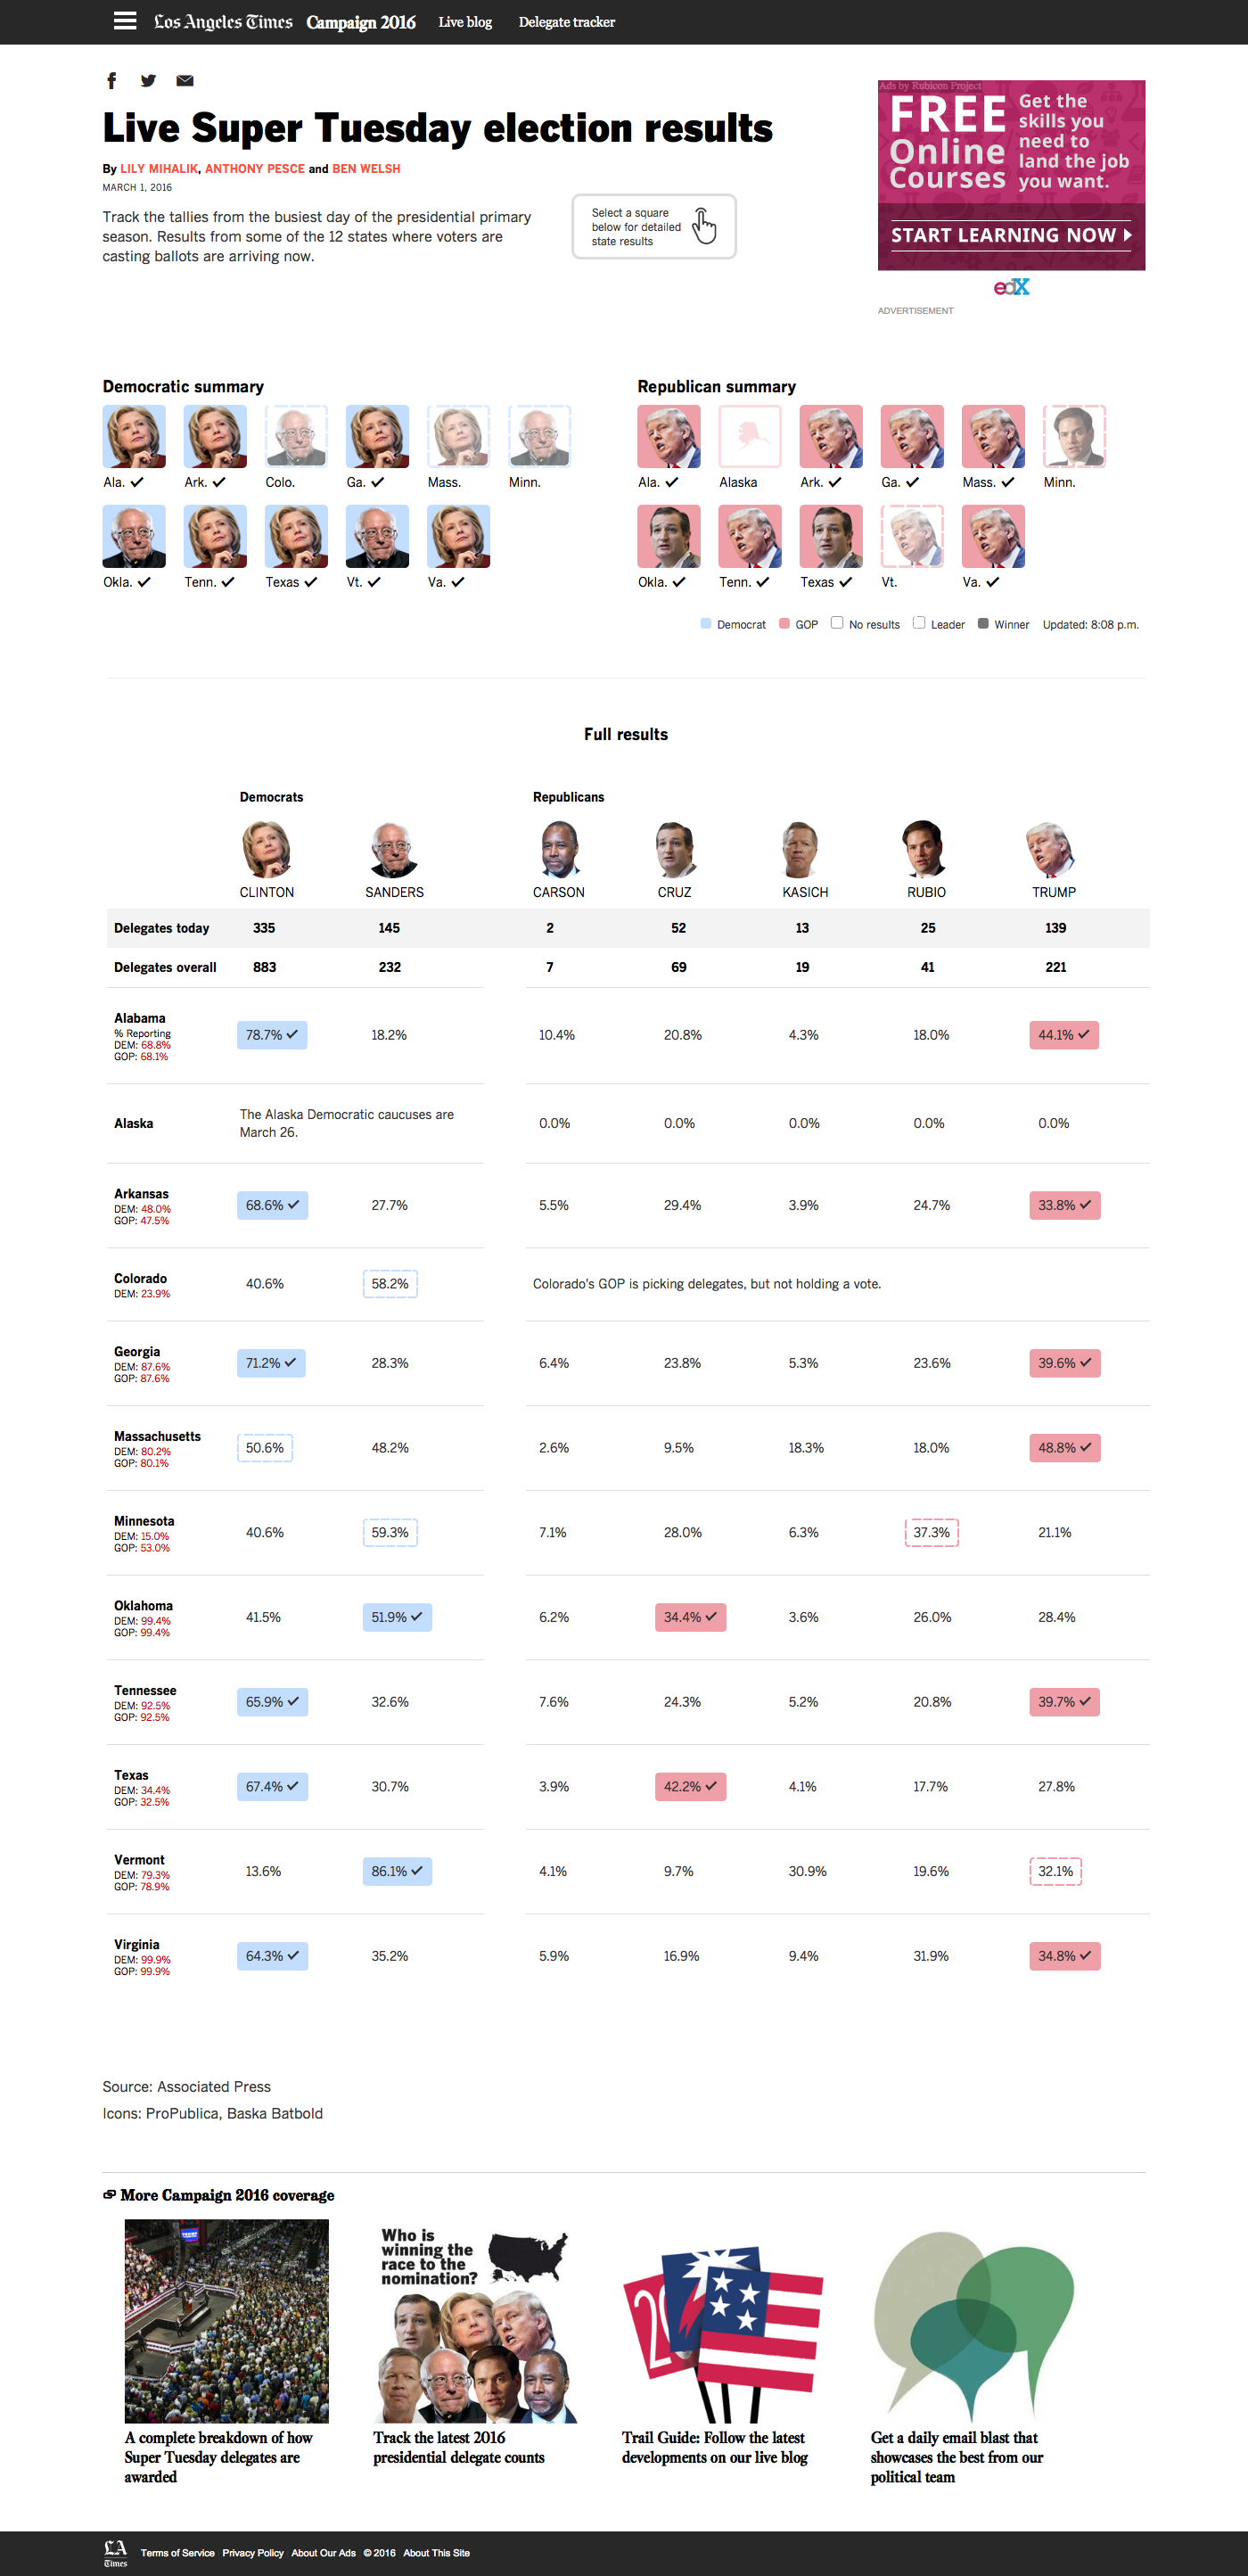 Los Angeles Times Campaign 2016 Live blog Delegate tracker
Live Super Tuesday election results
By LILY MIHALIK, ANTHONY PESCE and BEN WELSH
MARCH 1, 2016
Track the tallies from the busiest day of the presidential primary
season. Results from some of the 12 states where voters are
casting ballots are arriving now.
Select a square
below for detailed
state results
Ads by Rubicon Project
FREE
Online
Courses
Get the
skills you
need to
land the job
you want.
START LEARNING NOW
edX
ADVERTISEMENT
Democratic summary
Ala. Ark. Colo. Ga. Mass. Minn.
Okla. Tenn. Texas Vt. Va.
Republican summary
Ala. Alaska Ark. Ga. Mass. Minn.
Okla. Tenn. Texas Vt. Va.
Democrat GOP No results Leader Winner Updated: 8:08 p.m.
Full results
Democrats Republicans
CLINTON SANDERS CARSON CRUZ KASICH RUBIO TRUMP
Delegates today 335 145 2 52 13 25 139
Delegates overall 883 232 7 69 19 41 221
Alabama
% Reporting
DEM: 68.8%
GOP: 68.1%
78.7% 18.2% 10.4% 20.8% 4.3% 18.0% 44.1%
Alaska
The Alaska Democratic caucuses are
March 26.
0.0% 0.0% 0.0% 0.0% 0.0%
Arkansas
DEM: 48.0%
GOP: 47.5%
68.6% 27.7% 5.5% 29.4% 3.9% 24.7% 33.8%
Colorado
DEM: 23.9%
40.6% 58.2% Colorado's GOP is picking delegates, but not holding a vote.
Georgia
DEM: 87.6%
GOP: 87.6%
71.2% 28.3% 6.4% 23.8% 5.3% 23.6% 39.6%
Massachusetts
DEM: 80.2%
GOP: 80.1%
50.6% 48.2% 2.6% 9.5% 18.3% 18.0% 48.8%
Minnesota
DEM: 15.0%
GOP: 53.0%
40.6% 59.3% 7.1% 28.0% 6.3% 37.3% 21.1%
Oklahoma
DEM: 99.4%
GOP: 99.4%
41.5% 51.9% 6.2% 34.4% 3.6% 26.0% 28.4%
Tennessee
DEM: 92.5%
GOP: 92.5%
65.9% 32.6% 7.6% 24.3% 5.2% 20.8% 39.7%
Texas
DEM: 34.4%
GOP: 32.5%
67.4% 30.7% 3.9% 42.2% 4.1% 17.7% 27.8%
Vermont
DEM: 79.3%
GOP: 78.9%
13.6% 86.1% 4.1% 9.7% 30.9% 19.6% 32.1%
Virginia
DEM: 99.9%
GOP: 99.9%
64.3% 35.2% 5.9% 16.9% 9.4% 31.9% 34.8%
Source: Associated Press
Icons: ProPublica, Baska Batbold
More Campaign 2016 coverage
Who is
winning the
race to the
nomination?
20
A complete breakdown of how
Super Tuesday delegates are
awarded
Track the latest 2016
presidential delegate counts
Trail Guide: Follow the latest
developments on our live blog
Get a daily email blast that
showcases the best from our
political team
LA
Times
Terms of Service Privacy Policy About Our Ads © 2016 About This Site